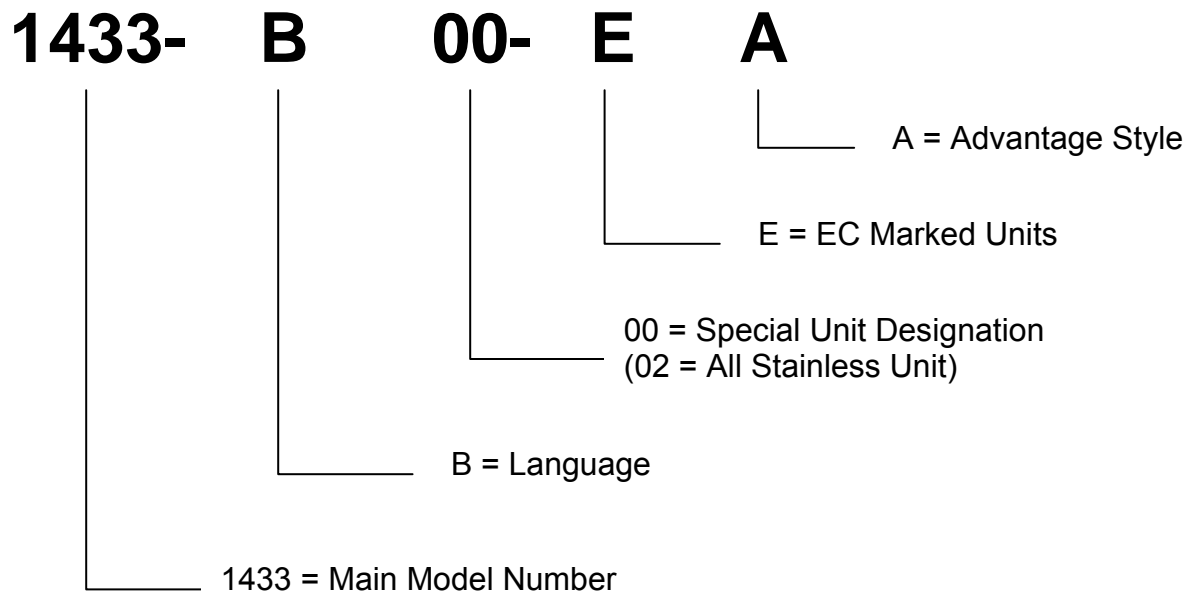 1433- B 00- E A
A = Advantage Style
E = EC Marked Units
00 = Special Unit Designation
(02 = All Stainless Unit)
B = Language
1433 = Main Model Number